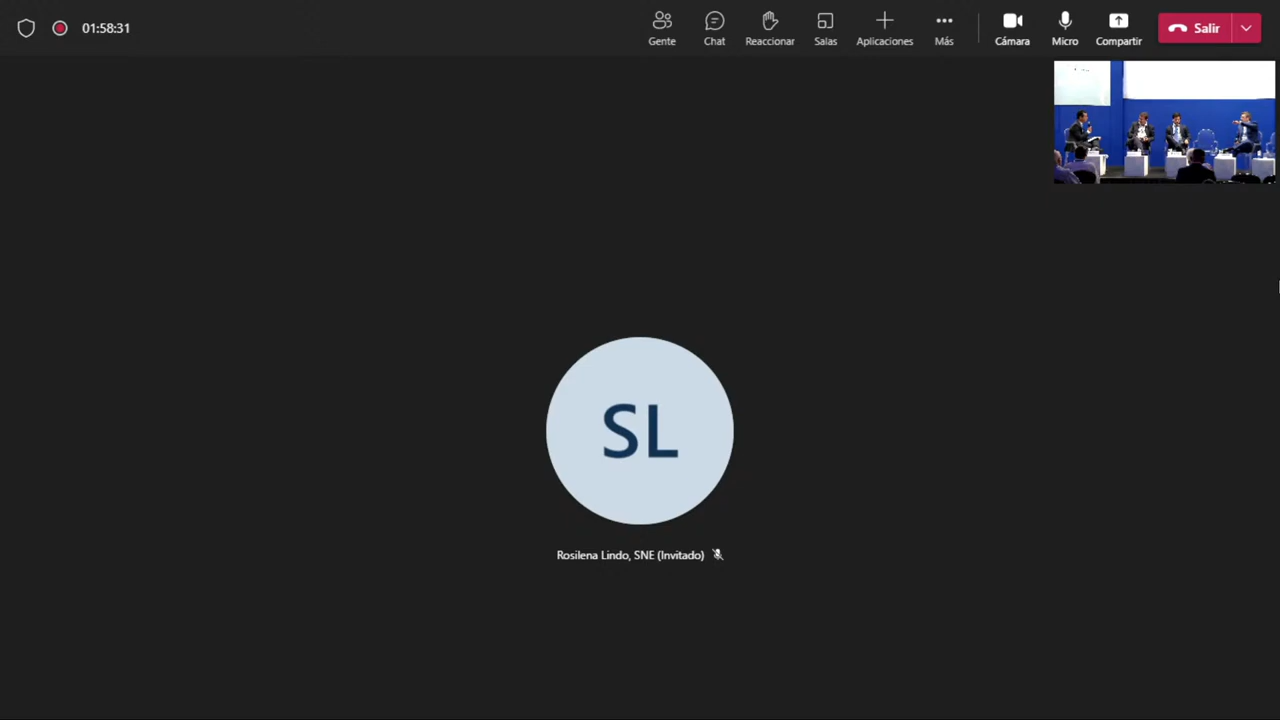 01:58:31
Gente
Chat
Reaccionar
Salas
Aplicaciones
Más
Cámara
Micro
Compartir
Salir
SL
Rosilena Lindo, SNE (Invitado)